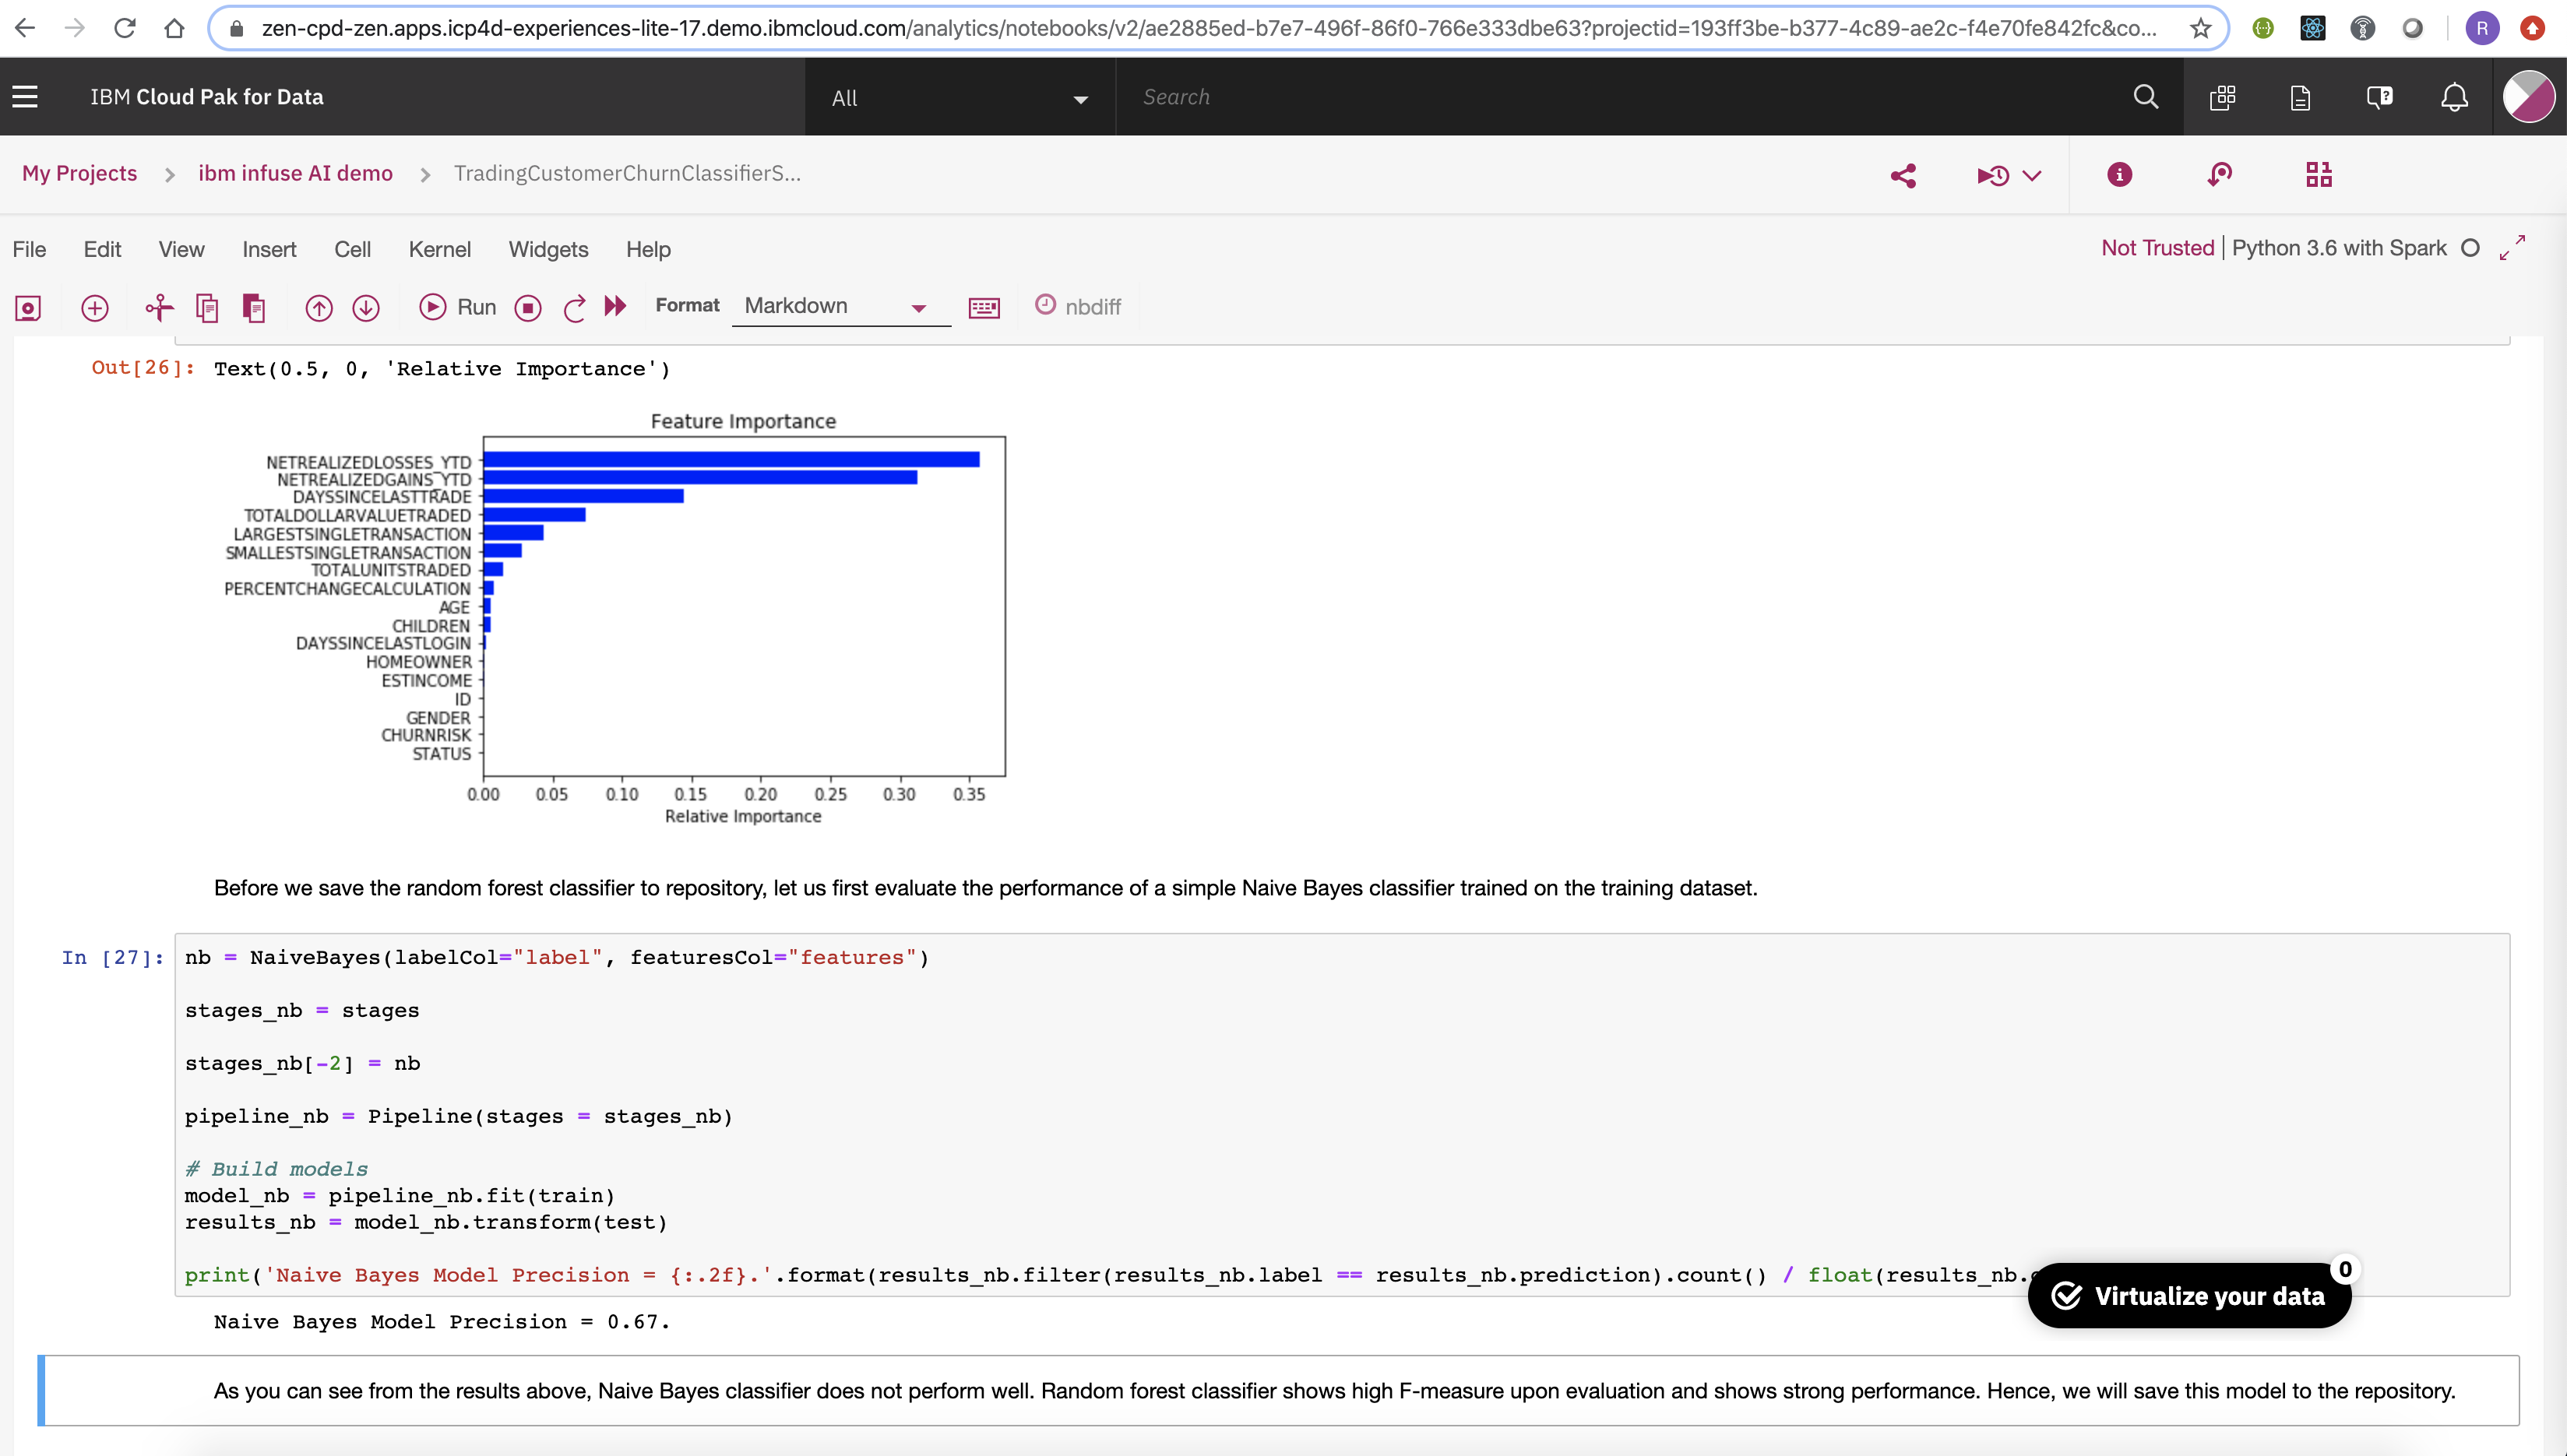 zen-cpd-zen.apps.icp4d-experiences-lite-17.demo.ibmcloud.com/analytics/notebooks/v2/ae2885ed-b7e7-496f-86f0-766e333dbe63?projectid=193ff3be-b377-4c89-ae2c-f4e70fe842fc&co...
R
IBM Cloud Pak for Data
All
Search
My Projects > ibm infuse AI demo > TradingCustomerChurnClassifierS...
File Edit View Insert Cell Kernel Widgets Help
Not Trusted | Python 3.6 with Spark
Run
Format Markdown
nbdiff
Out[26]: Text(0.5, 0, 'Relative Importance')
Feature Importance
NETREALIZEDLOSSES_YTD
NETREALIZEDGAINS_YTD
DAYSSINCELASTTRADE
TOTALDOLLARVALUETRADED
LARGESTSINGLETRANSACTION
SMALLESTSINGLETRANSACTION
TOTALUNITSTRADED
PERCENTCHANGECALCULATION
AGE
CHILDREN
DAYSSINCELASTLOGIN
HOMEOWNER
ESTINCOME
ID
GENDER
CHURNRISK
STATUS
0.00 0.05 0.10 0.15 0.20 0.25 0.30 0.35
Relative Importance
Before we save the random forest classifier to repository, let us first evaluate the performance of a simple Naive Bayes classifier trained on the training dataset.
In [27]: nb = NaiveBayes(labelCol="label", featuresCol="features")
stages_nb = stages
stages_nb[-2] = nb
pipeline_nb = Pipeline(stages = stages_nb)
# Build models
model_nb = pipeline_nb.fit(train)
results_nb = model_nb.transform(test)
print('Naive Bayes Model Precision = {:.2f}.'.format(results_nb.filter(results_nb.label == results_nb.prediction).count() / float(results_nb.
0
Virtualize your data
Naive Bayes Model Precision = 0.67.
As you can see from the results above, Naive Bayes classifier does not perform well. Random forest classifier shows high F-measure upon evaluation and shows strong performance. Hence, we will save this model to the repository.